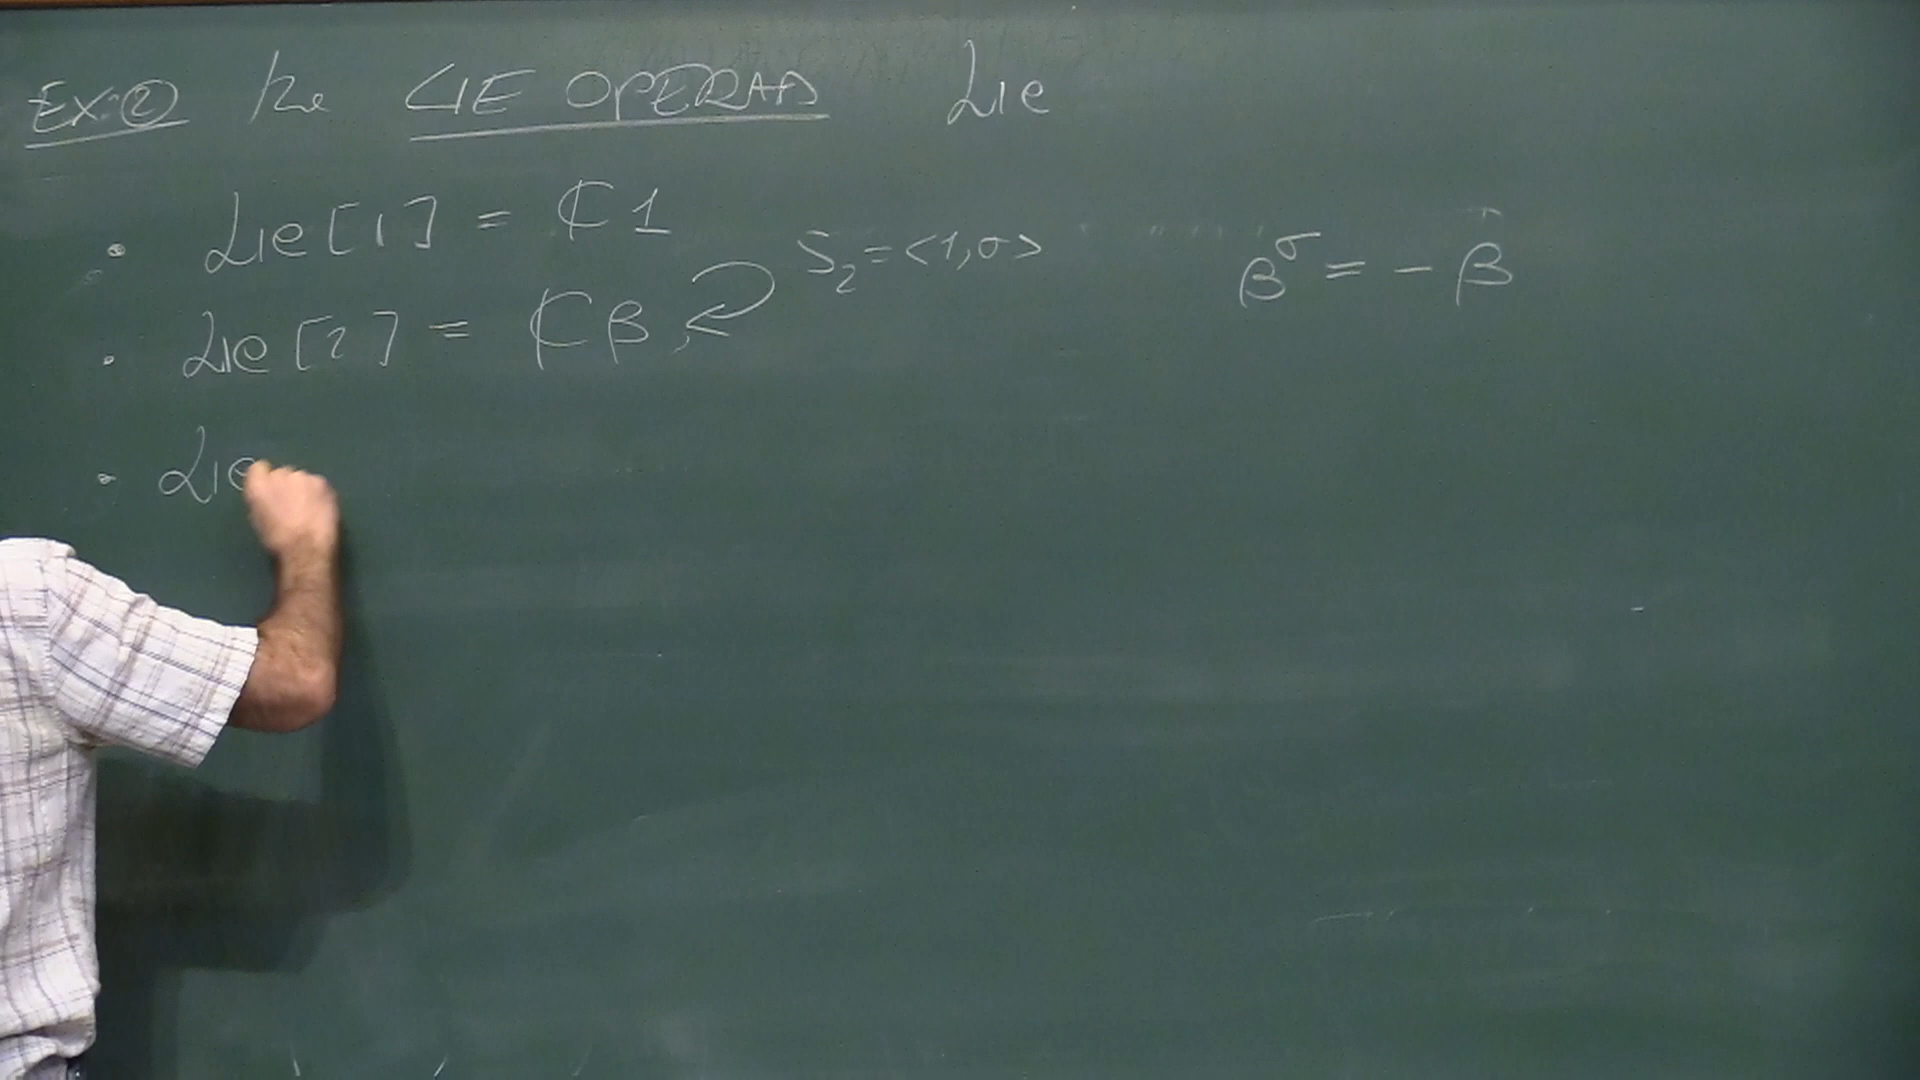 EX:② The LIE OPERAD Lie
• Lie[1] = ℂ1
• Lie[2] = ℂβ, S₂=<1,σ> β^σ = -β
• Lie